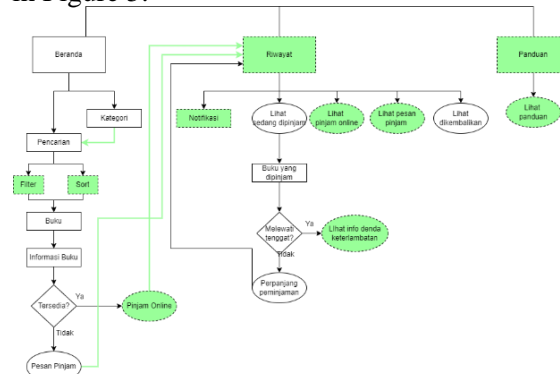 in Figure 5.
Beranda
Riwayat
Panduan
Kategori
Notifikasi
Lihat
sedang dipinjam
Lihat
pinjam online
Lihat pesan
pinjam
Lihat
dikembalikan
Lihat
panduan
Pencarian
Filter
Sort
Buku yang
dipinjam
Buku
Informasi Buku
Melewati
tenggat?
Ya
Lihat info denda
keterlambatan
Tidak
Perpanjang
peminjaman
Tersedia?
Ya
Pinjam Online
Tidak
Pesan Pinjam